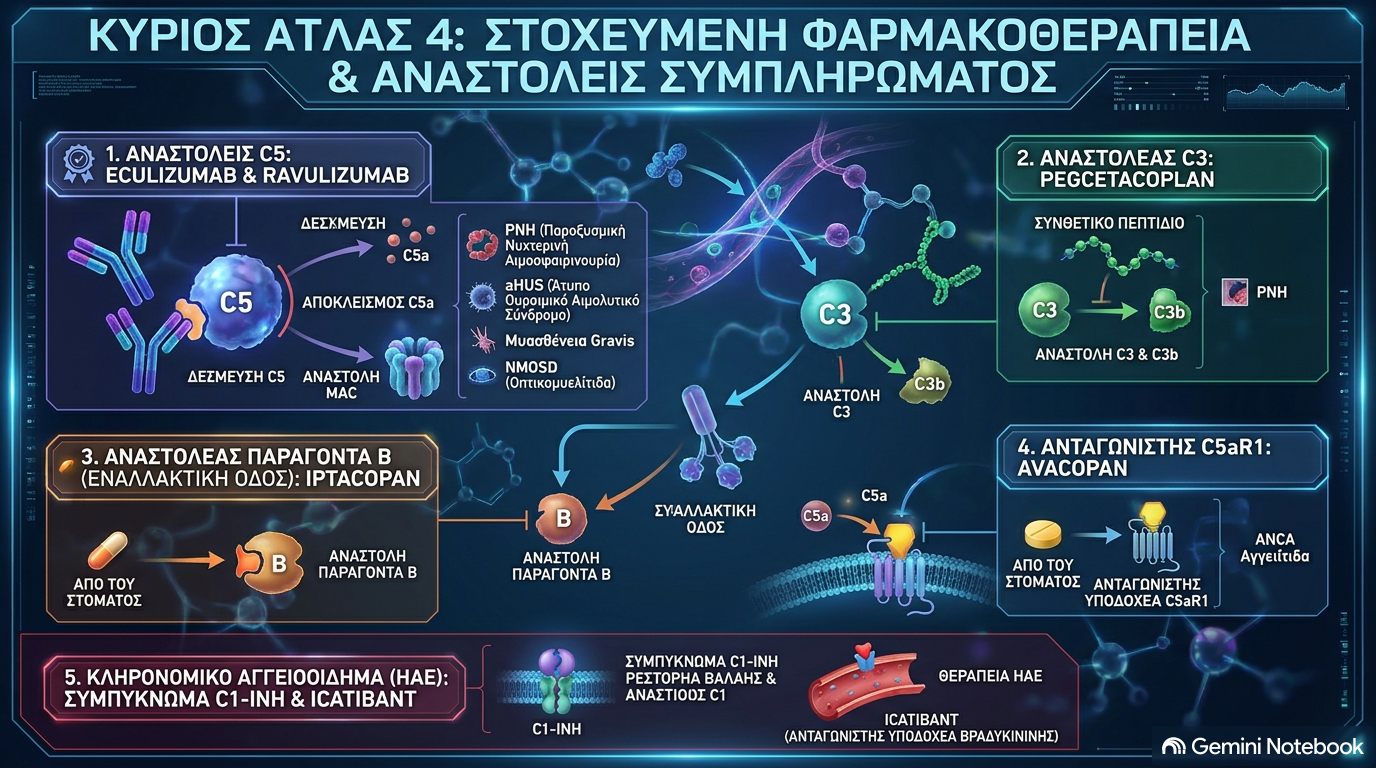 ΚΥΡΙΟΣ ΑΤΛΑΣ 4: ΣΤΟΧΕΥΜΕΝΗ ΦΑΡΜΑΚΟΘΕΡΑΠΕΙΑ
& ΑΝΑΣΤΟΛΕΙΣ ΣΥΜΠΛΗΡΩΜΑΤΟΣ
1. ΑΝΑΣΤΟΛΕΙΣ C5:
ECULIZUMAB & RAVULIZUMAB
ΔΕΣΧΜΕΥΣΗ
C5a
C5
ΑΠΟΚΛΕΙΣΜΟΣ C5a
ΔΕΣΜΕΥΣΗ C5
ΑΝΑΣΤΟΛΗ
MAC
PNH (Παροξυσμική
Νυχτερινή
Αιμοσφαιρινουρία)
aHUS (Άτυπο
Ουροιμικό Αιμολυτικό
Σύνδρομο)
Μυασθένεια Gravis
NMOSD
(Οπτικομυελίτιδα)
C3
C3b
ΑΝΑΣΤΟΛΗ
C3
2. ΑΝΑΣΤΟΛΕΑΣ C3:
PEGCETACOPLAN
ΣΥΝΘΕΤΙΚΟ ΠΕΠΤΙΔΙΟ
C3
C3b
PNH
ΑΝΑΣΤΟΛΗ C3 & C3b
3. ΑΝΑΣΤΟΛΕΑΣ ΠΑΡΑΓΟΝΤΑ Β
(ΕΝΑΛΛΑΚΤΙΚΗ ΟΔΟΣ): IPTACOPAN
B
ΑΝΑΣΤΟΛΗ
ΠΑΡΑΓΟΝΤΑ Β
ΑΠΟ ΤΟΥ
ΣΤΟΜΑΤΟΣ
B
ΑΝΑΣΤΟΛΗ
ΠΑΡΑΓΟΝΤΑ Β
ΣΥΑΛΛΑΚΤΙΚΗ
ΟΔΟΣ
C5a
C5a
4. ΑΝΤΑΓΩΝΙΣΤΗΣ C5aR1:
AVACOPAN
ΑΠΟ ΤΟΥ
ΣΤΟΜΑΤΟΣ
ΑΝΤΑΓΩΝΙΣΤΗΣ
ΥΠΟΔΟΧΕΑ C5aR1
ANCA
Αγγειίτιδα
5. ΚΛΗΡΟΝΟΜΙΚΟ ΑΓΓΕΙΟΟΙΔΗΜΑ (HAE):
ΣΥΜΠΥΚΝΩΜΑ C1-INH & ICATIBANT
C1-INH
ΣΥΜΠΥΚΝΩΜΑ C1-INH
ΡΕΣΤΟΡΗΑ ΒΑΛΑΗΣ &
ΑΝΑΣΤΙΟΟΣ C1
ΘΕΡΑΠΕΙΑ HAE
ICATIBANT
(ΑΝΤΑΓΩΝΙΣΤΗΣ ΥΠΟΔΟΧΕΑ ΒΡΑΔΥΚΙΝΙΝΗΣ)
Gemini Notebook